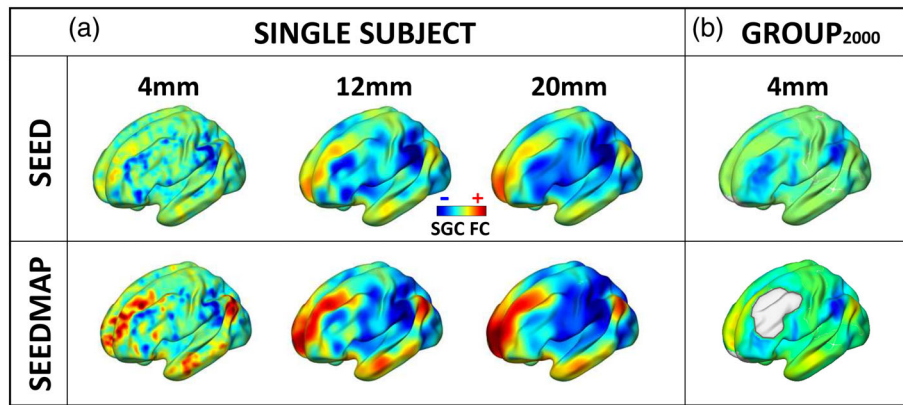 (a) SINGLE SUBJECT (b) GROUP2000
4mm 12mm 20mm 4mm
SEED
- +
SGC FC
SEEDMAP